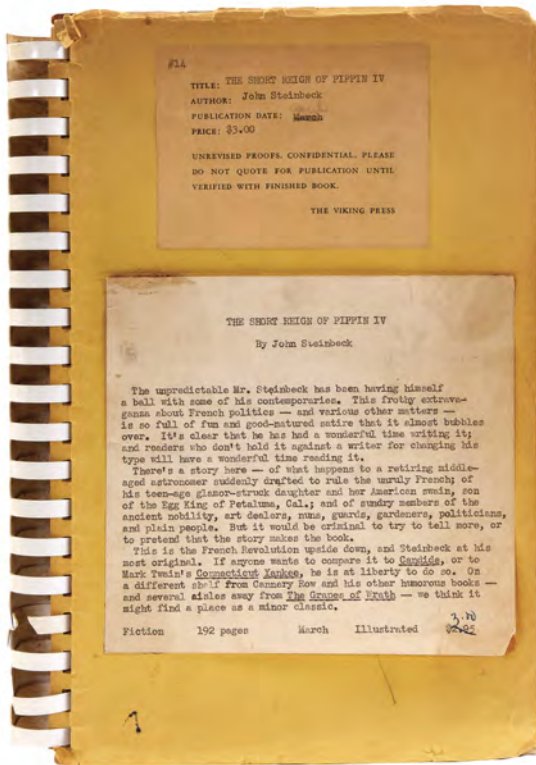 #14
TITLE: THE SHORT REIGN OF PIPPIN IV
AUTHOR: John Steinbeck
PUBLICATION DATE: March
PRICE: $3.00
UNREVISED PROOFS. CONFIDENTIAL. PLEASE
DO NOT QUOTE FOR PUBLICATION UNTIL
VERIFIED WITH FINISHED BOOK.
THE VIKING PRESS
THE SHORT REIGN OF PIPPIN IV
By John Steinbeck
The unpredictable Mr. Steinbeck has been having himself
a ball with some of his contemporaries. This frothy extrava-
ganza about French politics — and various other matters —
is so full of fun and good-natured satire that it almost bubbles
over. It's clear that he has had a wonderful time writing it;
and readers who don't hold it against a writer for changing his
type will have a wonderful time reading it.
There's a story here — of what happens to a retiring middle-
aged astronomer suddenly drafted to rule the unruly French; of
his teen-age glamor-struck daughter and her American swain, son
of the Egg King of Petaluma, Cal.; and of sundry members of the
ancient nobility, art dealers, nuns, guards, gardeners, politicians,
and plain people. But it would be criminal to try to tell more, or
to pretend that the story makes the book.
This is the French Revolution upside down, and Steinbeck at his
most original. If anyone wants to compare it to Candide, or to
Mark Twain's Connecticut Yankee, he is at liberty to do so. On
a different shelf from Cannery Row and his other humorous books —
and several aisles away from The Grapes of Wrath — we think it
might find a place as a minor classic.
3.00
Fiction 192 pages March Illustrated